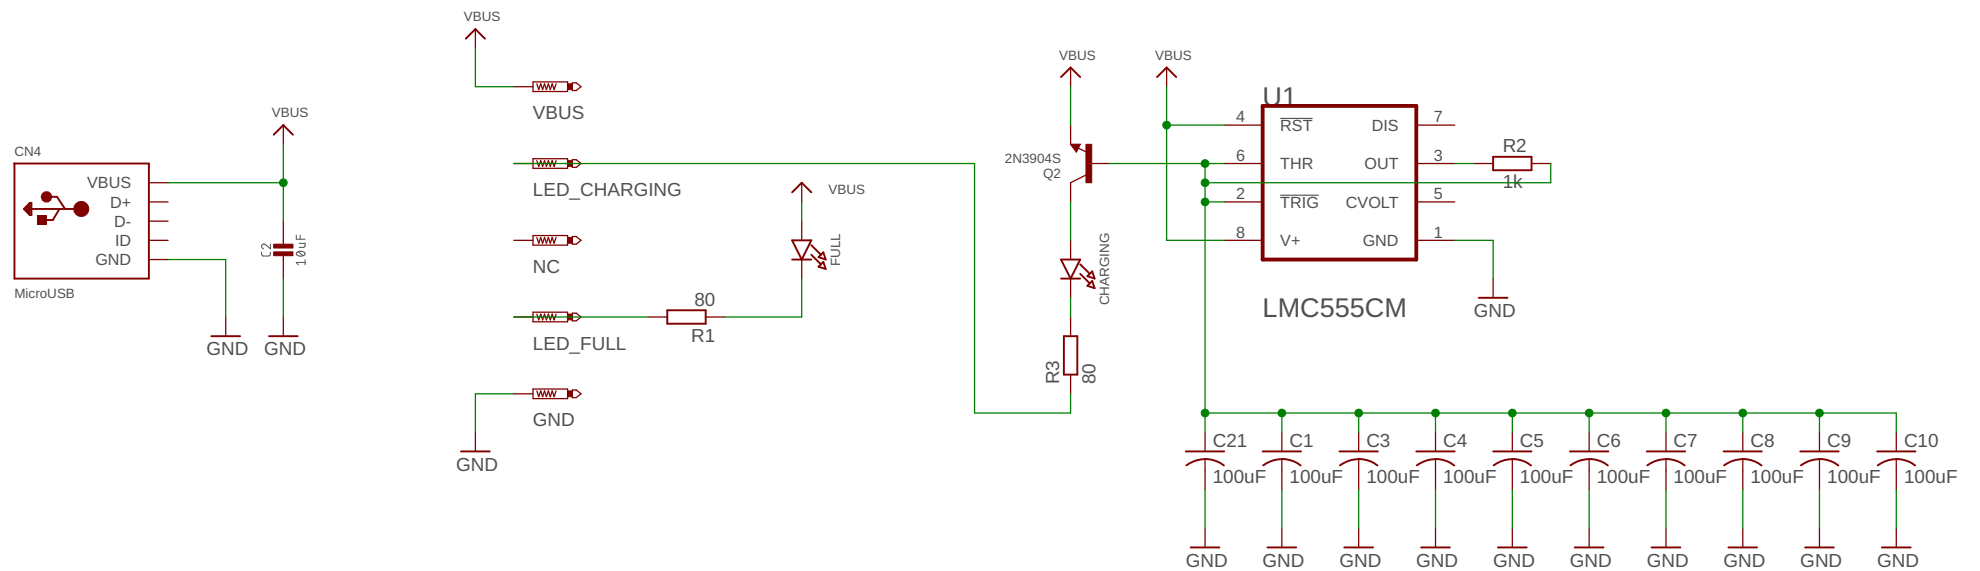 CN4
VBUS
D+
D-
ID
GND
MicroUSB
VBUS
C2
10uF
GND
GND
VBUS
VBUS
LED_CHARGING
NC
LED_FULL
GND
GND
80
R1
VBUS
FULL
VBUS
2N3904S
Q2
CHARGING
R3
80
VBUS
U1
4 RST DIS 7
6 THR OUT 3
2 TRIG CVOLT 5
8 V+ GND 1
LMC555CM
R2
1k
GND
C21 C1 C3 C4 C5 C6 C7 C8 C9 C10
100uF 100uF 100uF 100uF 100uF 100uF 100uF 100uF 100uF 100uF
GND GND GND GND GND GND GND GND GND GND